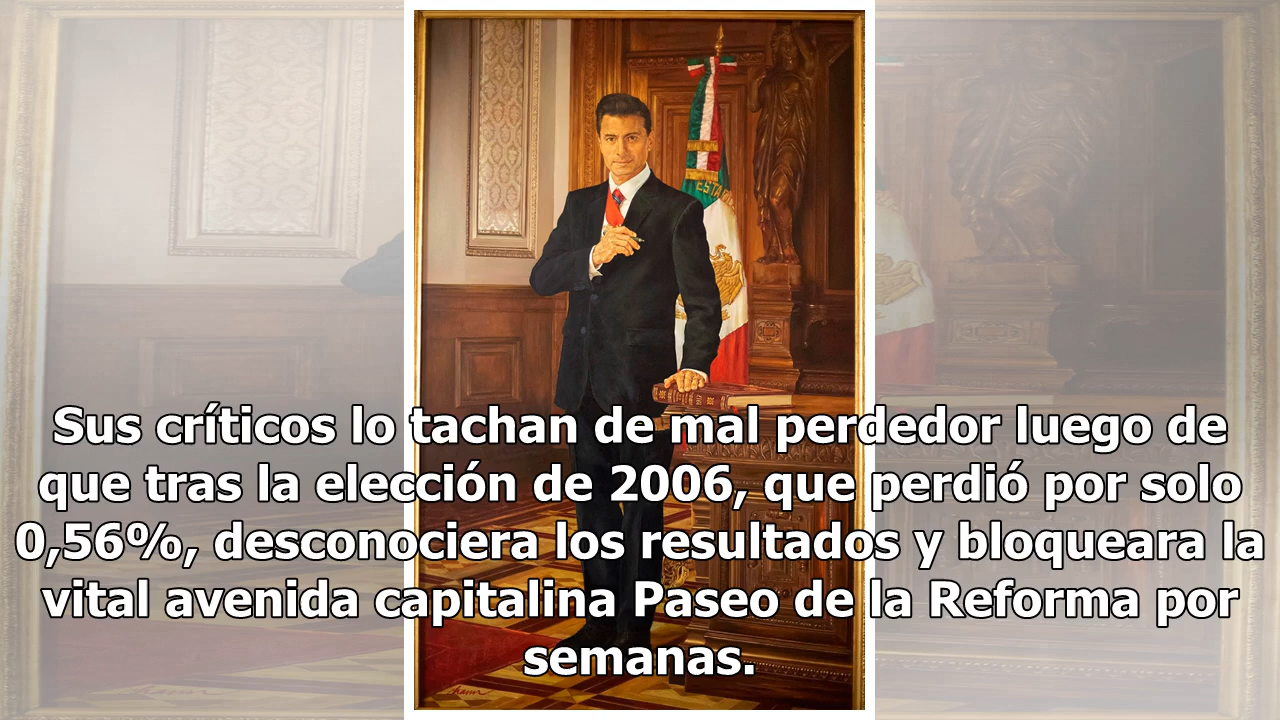 ESTA
Sus críticos lo tachan de mal perdedor luego de
que tras la elección de 2006, que perdió por solo
0,56%, desconociera los resultados y bloqueara la
vital avenida capitalina Paseo de la Reforma por
semanas.